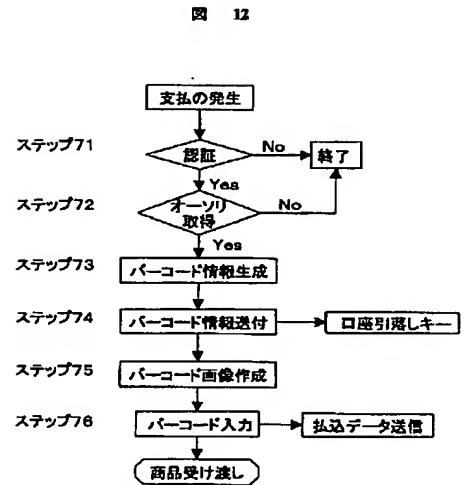 図 12
支払の発生
ステップ71
認証
No
終了
Yes
ステップ72
オーソリ
取得
No
Yes
ステップ73
バーコード情報生成
ステップ74
バーコード情報送付
口座引落しキー
ステップ75
バーコード画像作成
ステップ76
バーコード入力
払込データ送信
商品受け渡し